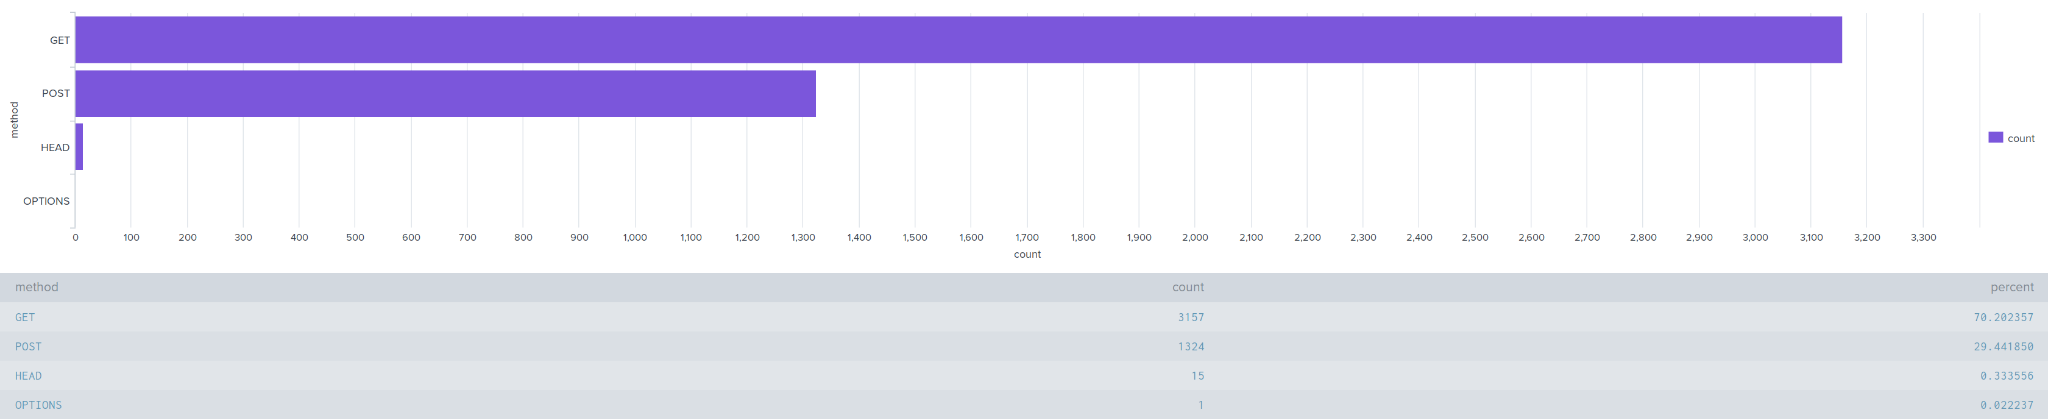 GET
POST
HEAD
OPTIONS
method
0 100 200 300 400 500 600 700 800 900 1,000 1,100 1,200 1,300 1,400 1,500 1,600 1,700 1,800 1,900 2,000 2,100 2,200 2,300 2,400 2,500 2,600 2,700 2,800 2,900 3,000 3,100 3,200 3,300
count
count
method count percent
GET 3157 70.202357
POST 1324 29.441850
HEAD 15 0.333556
OPTIONS 1 0.022237